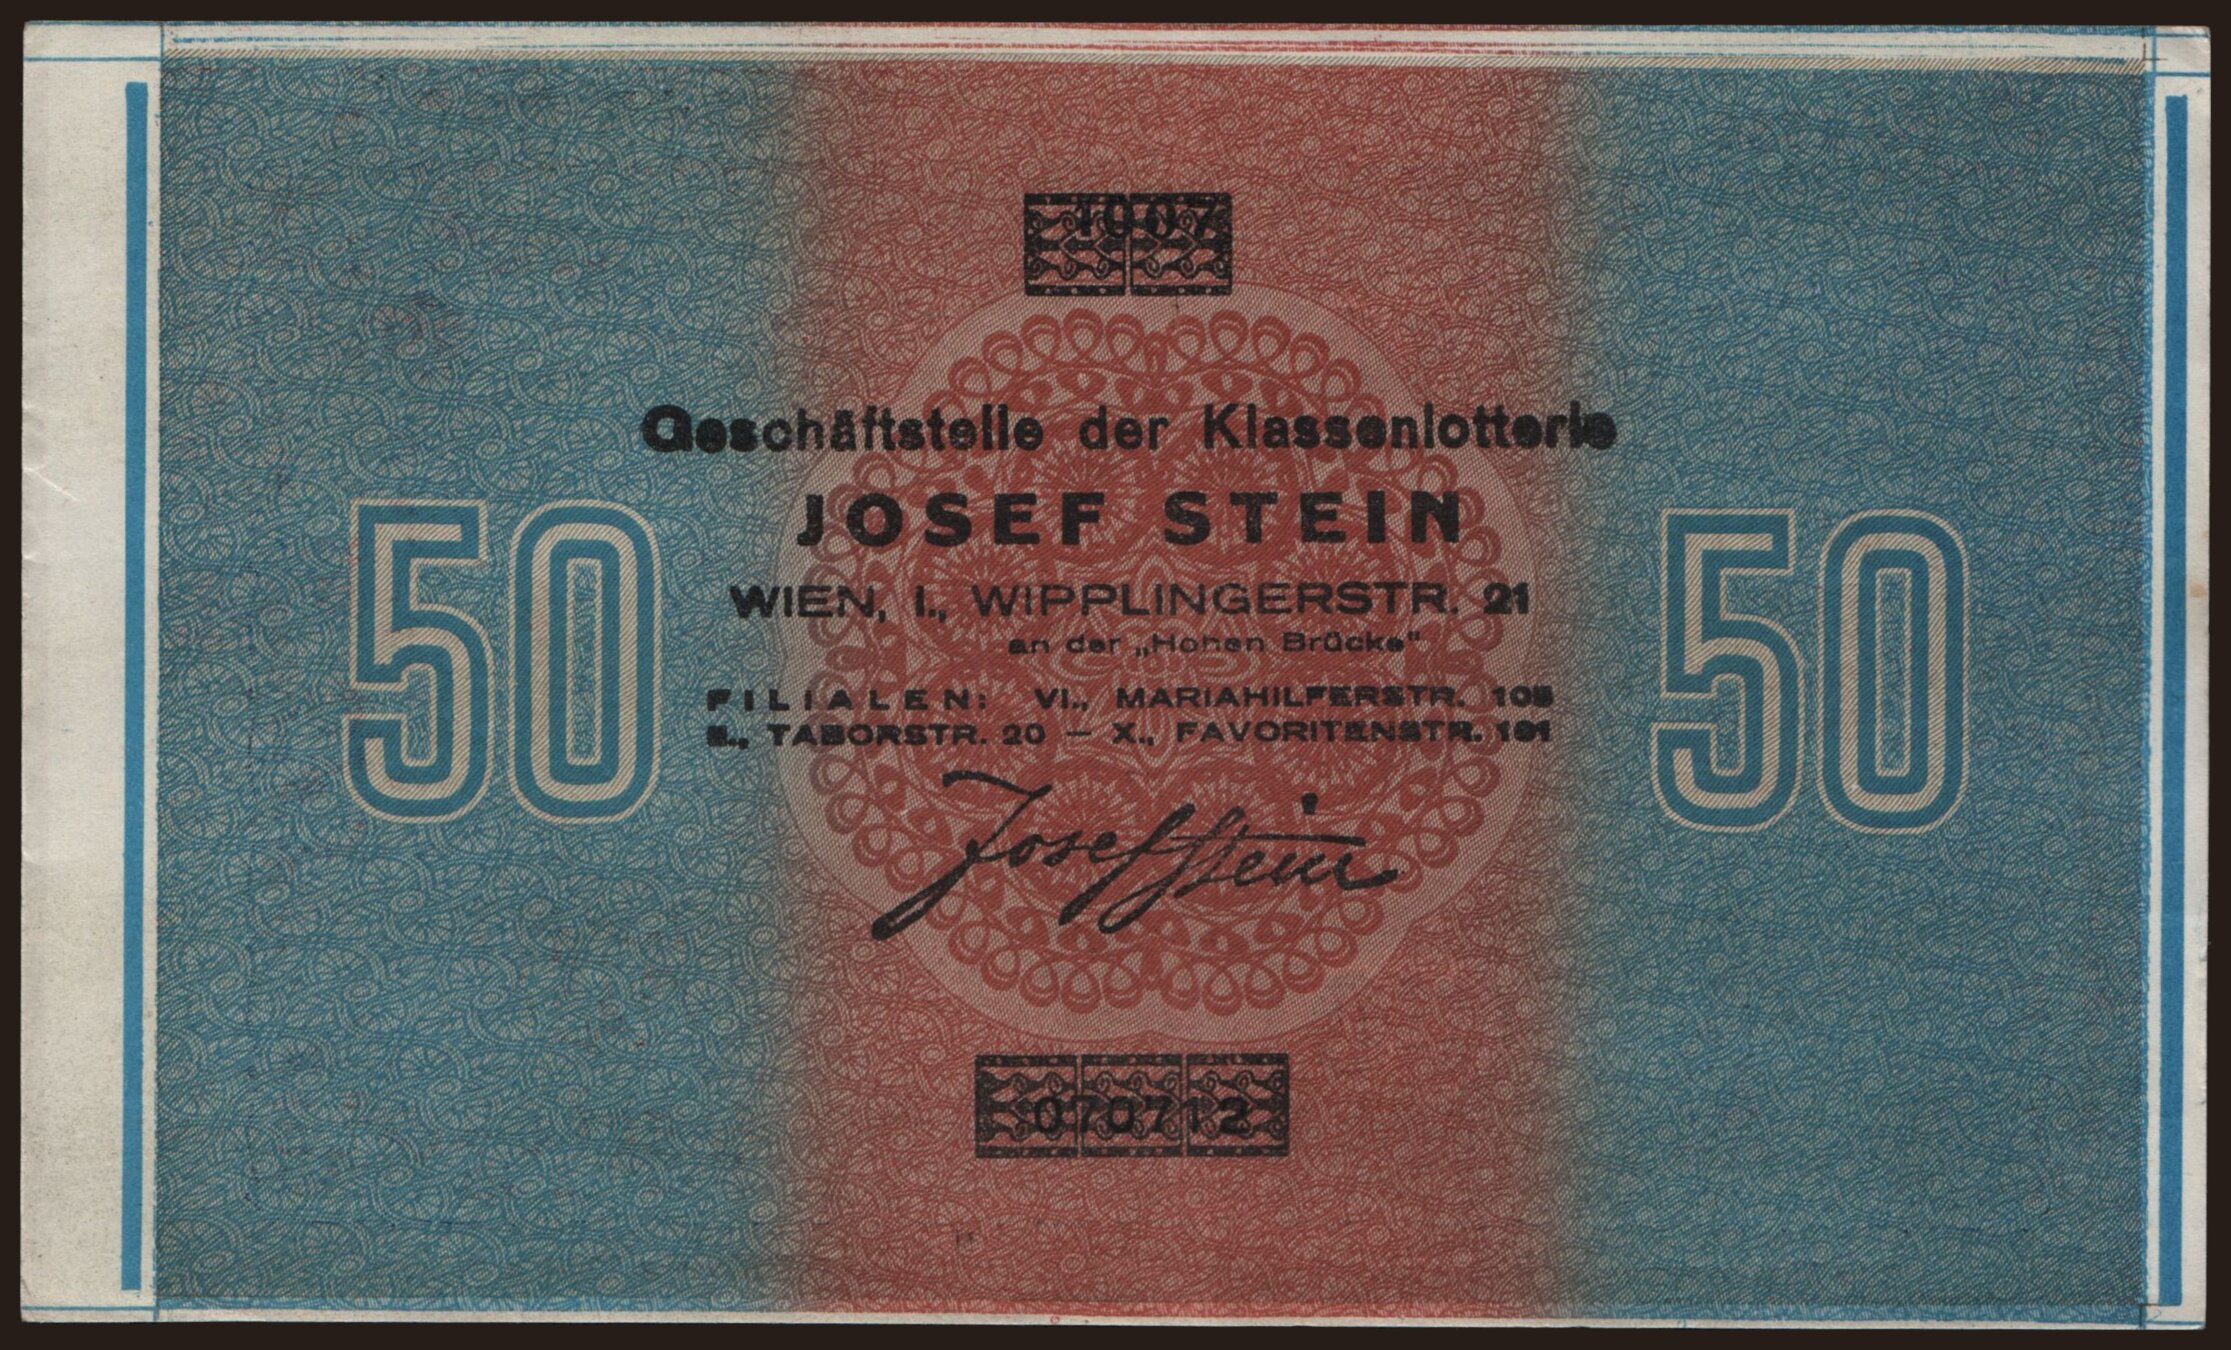 1007
Geschäftstelle der Klassenlotterie
JOSEF STEIN
50
50
WIEN, I., WIPPLINGERSTR. 21
an der „Hohen Brücke"
FILIALEN: VI., MARIAHILFERSTR. 105
TABORSTR. 20 — X., FAVORITENSTR. 101
Josef Stein
070712